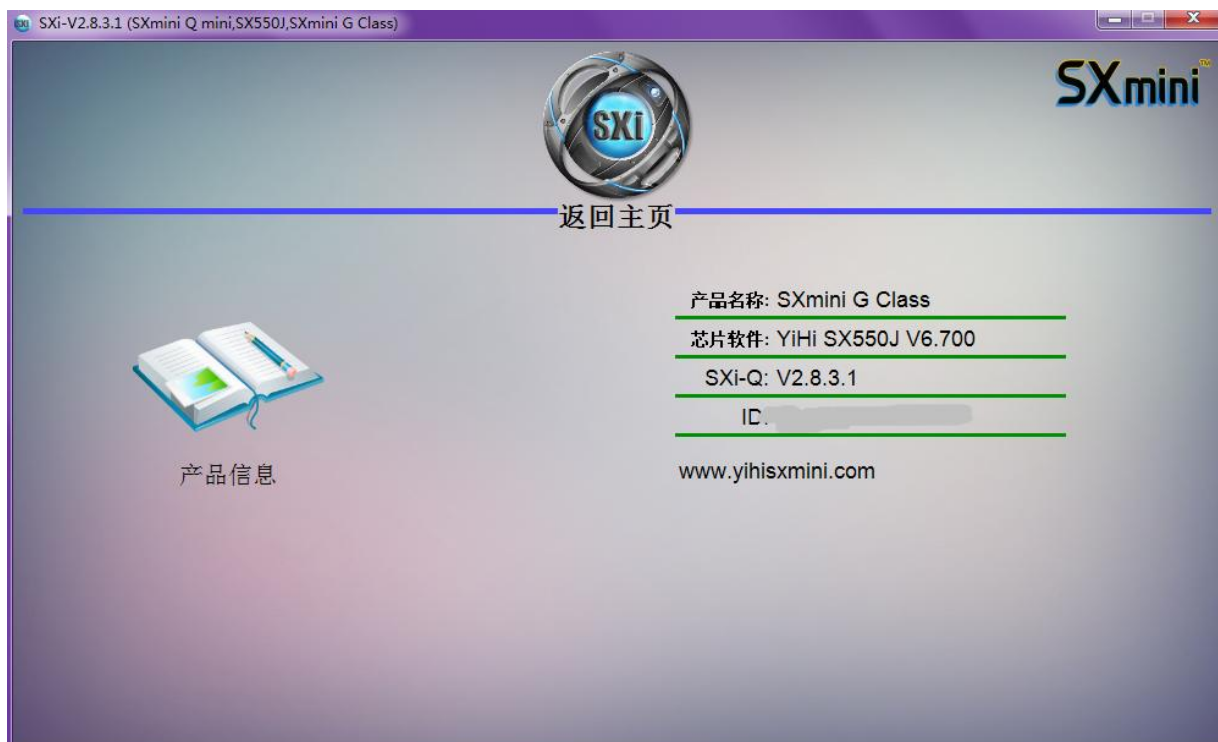 SXi-V2.8.3.1 (SXmini Q mini,SX550J,SXmini G Class)
SXi
SXmini™
返回主页
产品名称: SXmini G Class
芯片软件: YiHi SX550J V6.700
SXi-Q: V2.8.3.1
ID:
产品信息
www.yihisxmini.com